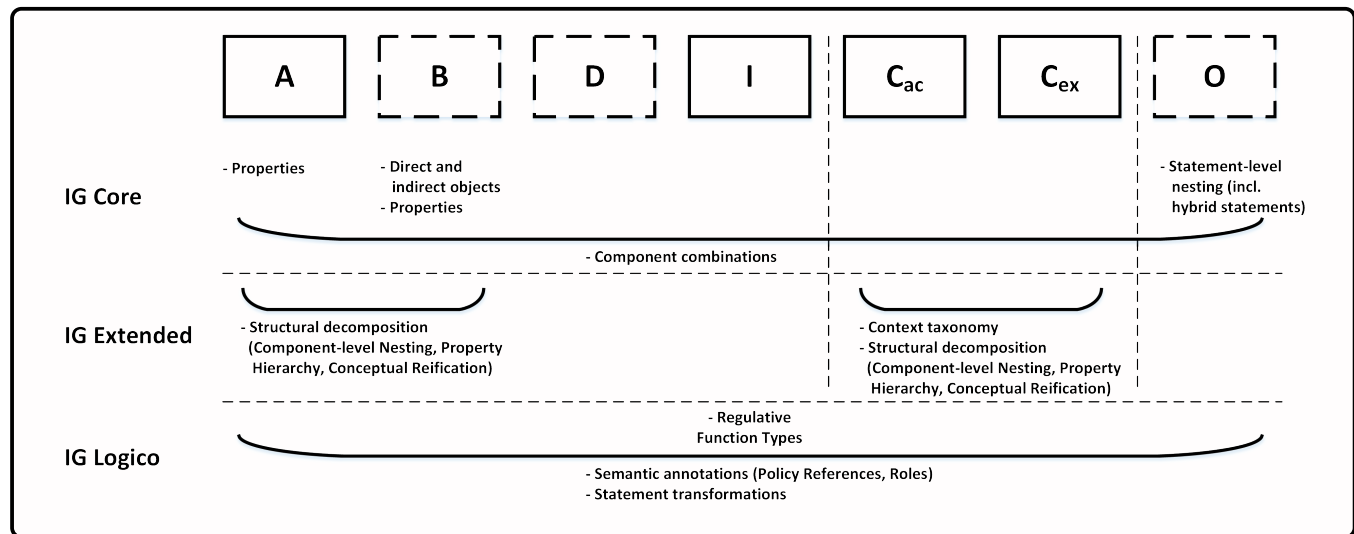 A B D I Cac Cex O
IG Core
- Properties
- Direct and
indirect objects
- Properties
- Statement-level
nesting (incl.
hybrid statements)
- Component combinations
IG Extended
- Structural decomposition
(Component-level Nesting, Property
Hierarchy, Conceptual Reification)
- Context taxonomy
- Structural decomposition
(Component-level Nesting, Property
Hierarchy, Conceptual Reification)
IG Logico
- Regulative
Function Types
- Semantic annotations (Policy References, Roles)
- Statement transformations